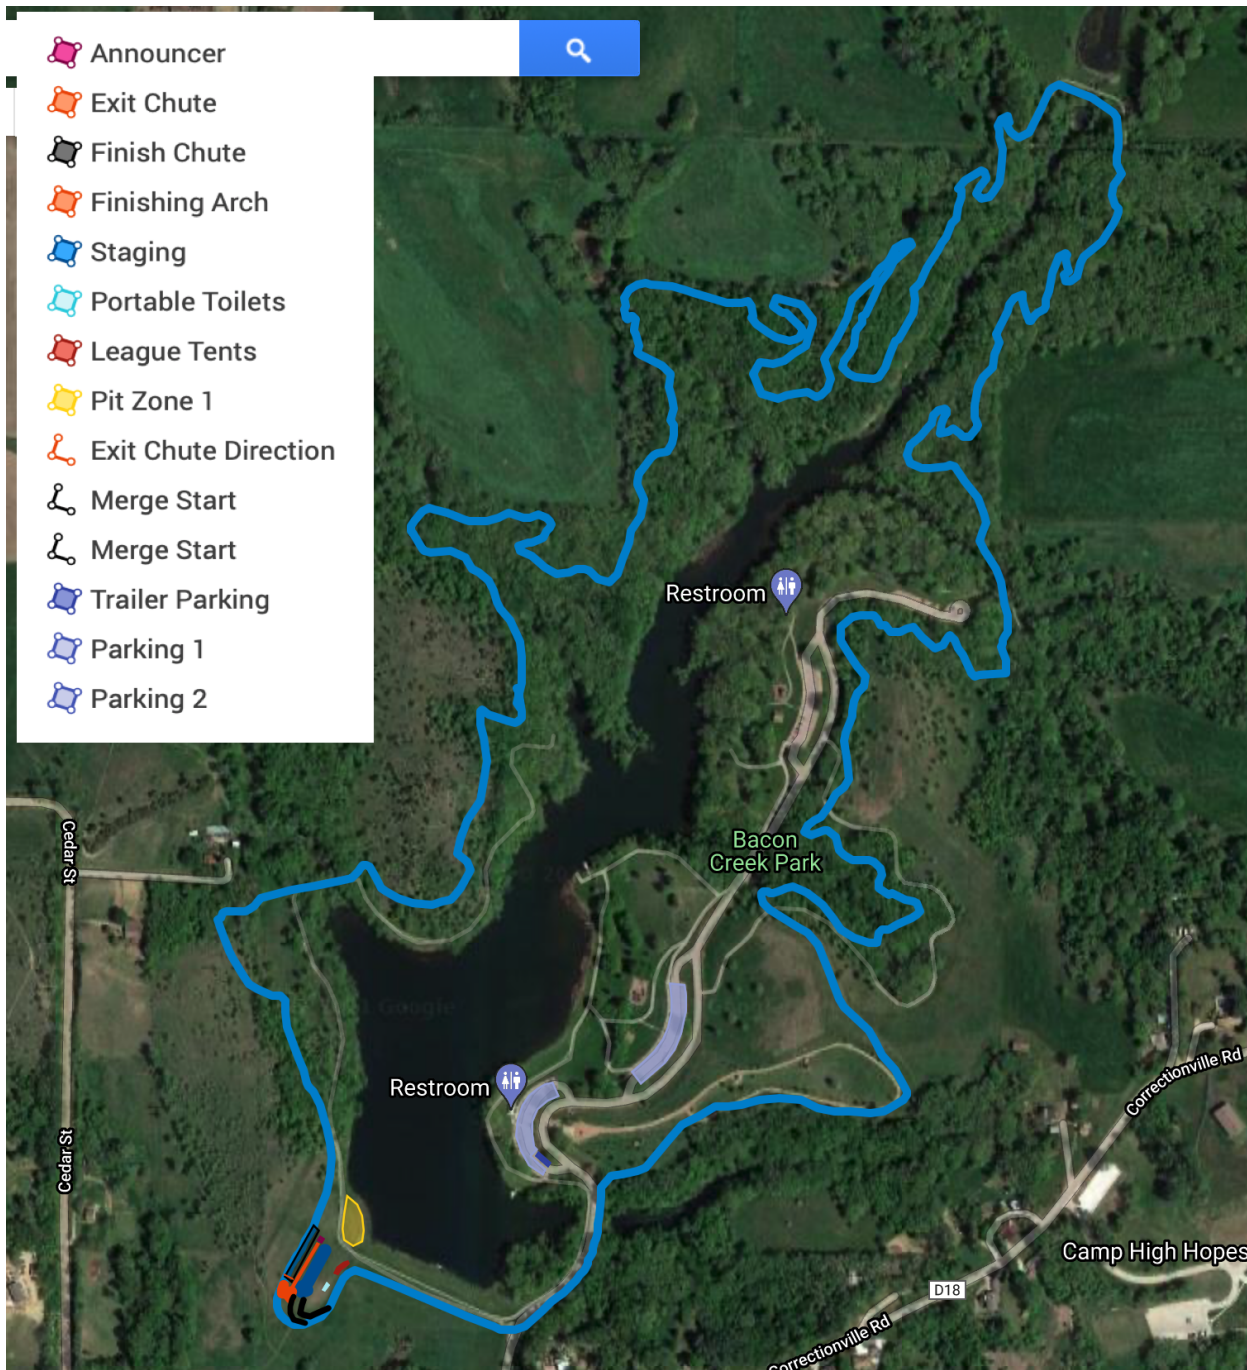 Announcer
Exit Chute
Finish Chute
Finishing Arch
Staging
Portable Toilets
League Tents
Pit Zone 1
Exit Chute Direction
Merge Start
Merge Start
Trailer Parking
Parking 1
Parking 2
Restroom
Cedar St
Bacon
Creek Park
Google
Restroom
Correctionville Rd
Cedar St
Camp High Hopes
D18
Correctionville Rd